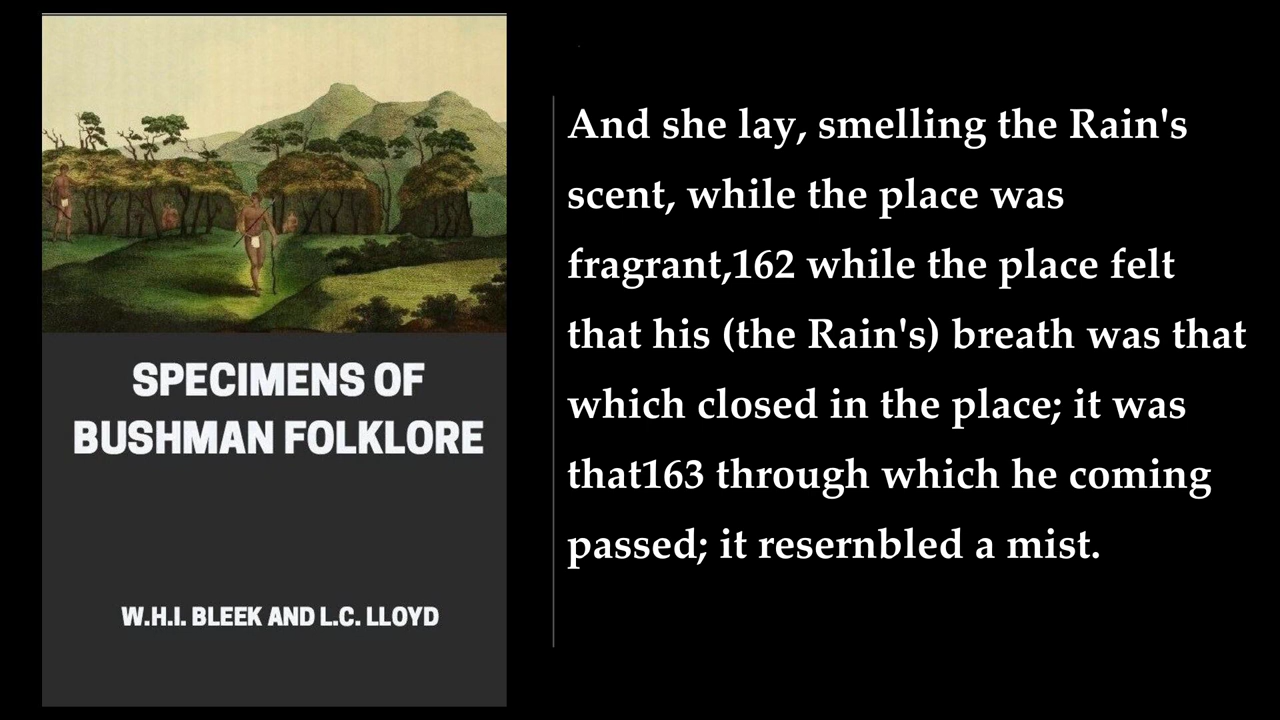 SPECIMENS OF
BUSHMAN FOLKLORE
W.H.I. BLEEK AND L.C. LLOYD
And she lay, smelling the Rain's
scent, while the place was
fragrant,162 while the place felt
that his (the Rain's) breath was that
which closed in the place; it was
that163 through which he coming
passed; it resernbled a mist.